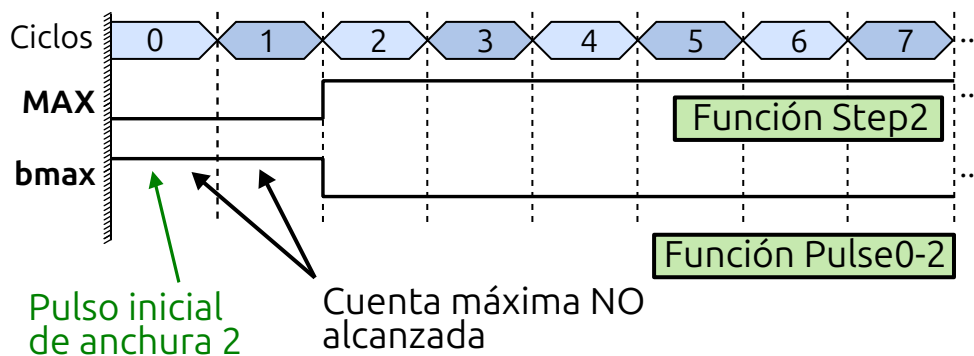 Ciclos 0 1 2 3 4 5 6 7 ...
MAX ...
Función Step2
bmax ...
Función Pulse0-2
Pulso inicial
de anchura 2
Cuenta máxima NO
alcanzada